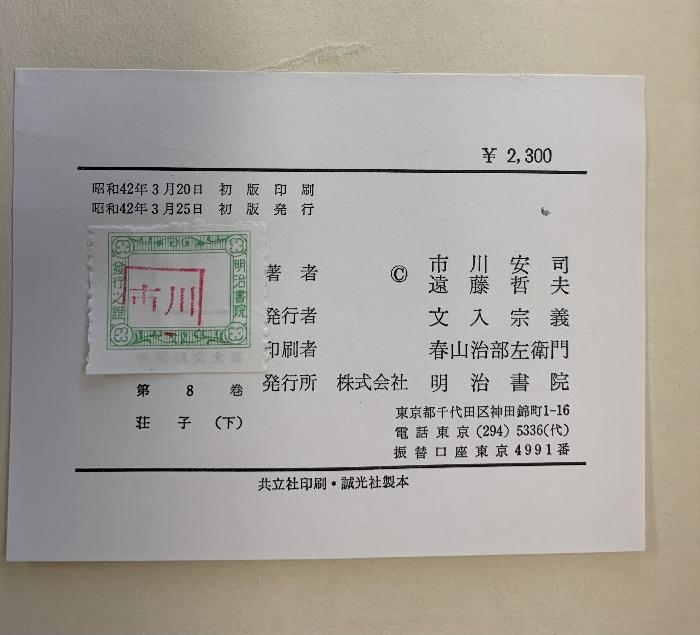 ¥ 2,300
昭和42年3月20日 初版印刷
昭和42年3月25日 初版発行
明治書院
發行之證
市川
著者 © 市川安司
遠藤哲夫
発行者 文入宗義
印刷者 春山治部左衛門
発行所 株式会社 明治書院
第 8 巻
荘子(下)
東京都千代田区神田錦町1-16
電話東京(294)5336(代)
振替口座東京4991番
共立社印刷・誠光社製本